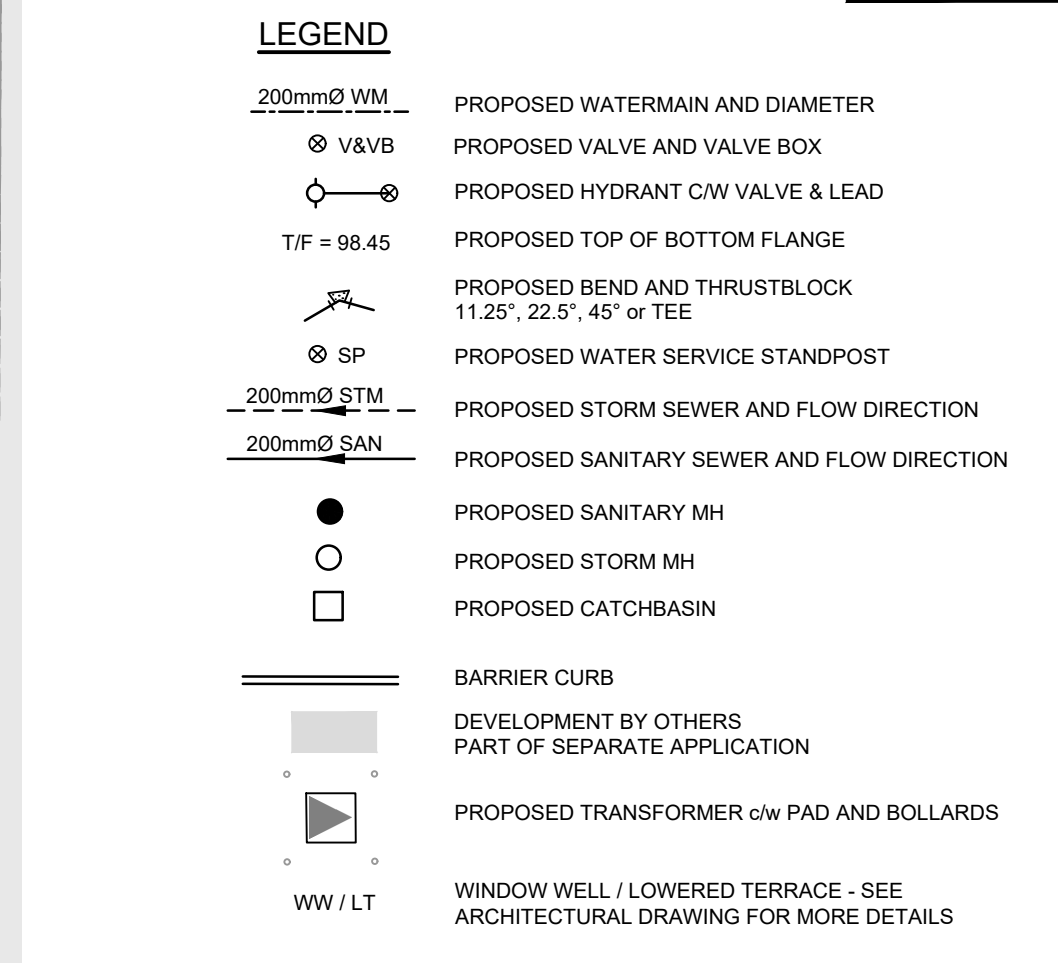 LEGEND
200mmØ WM PROPOSED WATERMAIN AND DIAMETER
V&VB PROPOSED VALVE AND VALVE BOX
PROPOSED HYDRANT C/W VALVE & LEAD
T/F = 98.45 PROPOSED TOP OF BOTTOM FLANGE
PROPOSED BEND AND THRUSTBLOCK
11.25°, 22.5°, 45° or TEE
SP PROPOSED WATER SERVICE STANDPOST
200mmØ STM PROPOSED STORM SEWER AND FLOW DIRECTION
200mmØ SAN PROPOSED SANITARY SEWER AND FLOW DIRECTION
PROPOSED SANITARY MH
PROPOSED STORM MH
PROPOSED CATCHBASIN
BARRIER CURB
DEVELOPMENT BY OTHERS
PART OF SEPARATE APPLICATION
PROPOSED TRANSFORMER c/w PAD AND BOLLARDS
WW / LT WINDOW WELL / LOWERED TERRACE - SEE
ARCHITECTURAL DRAWING FOR MORE DETAILS